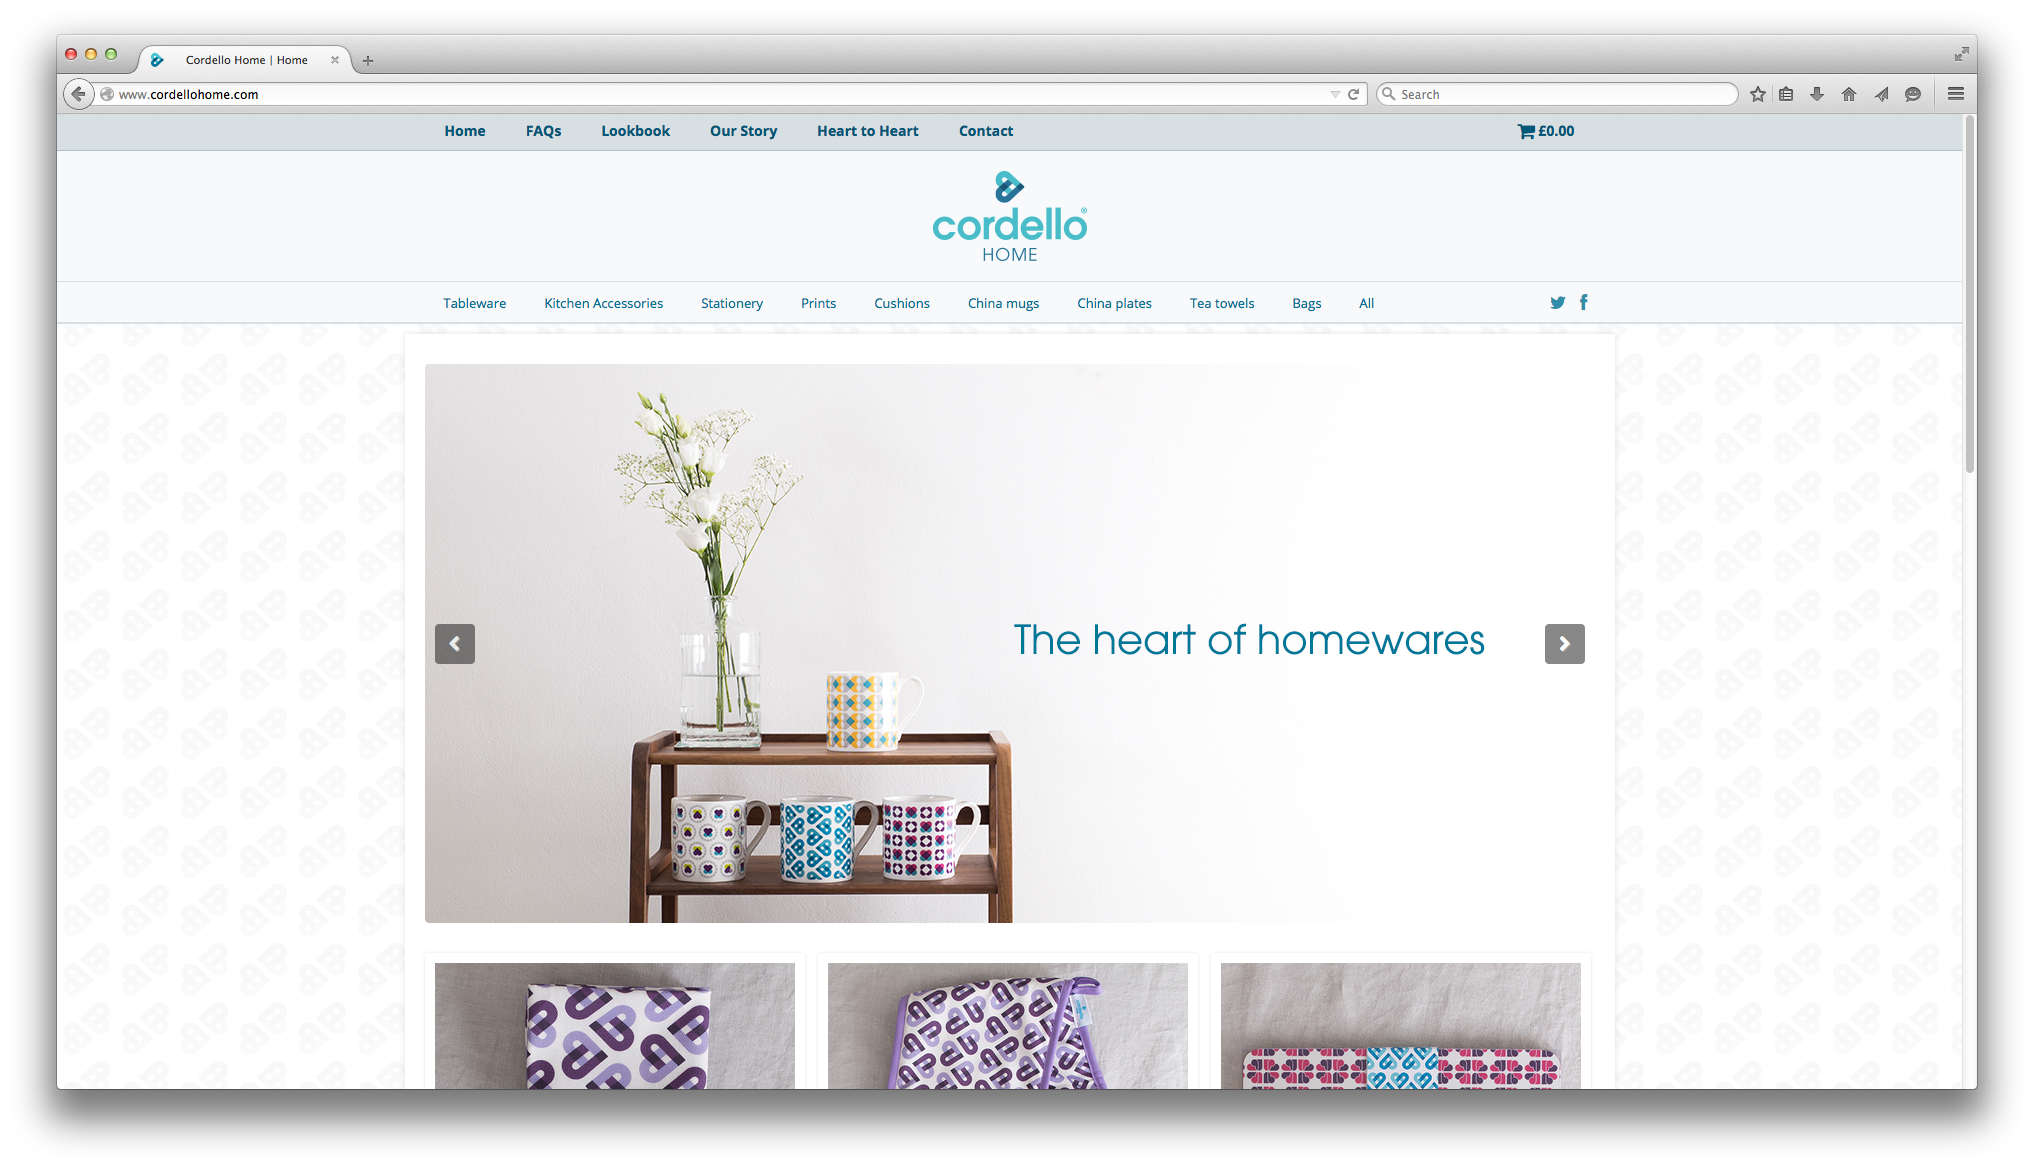 Cordello Home | Home
www.cordellohome.com
Search
Home FAQs Lookbook Our Story Heart to Heart Contact £0.00
cordello®
HOME
Tableware Kitchen Accessories Stationery Prints Cushions China mugs China plates Tea towels Bags All
The heart of homewares